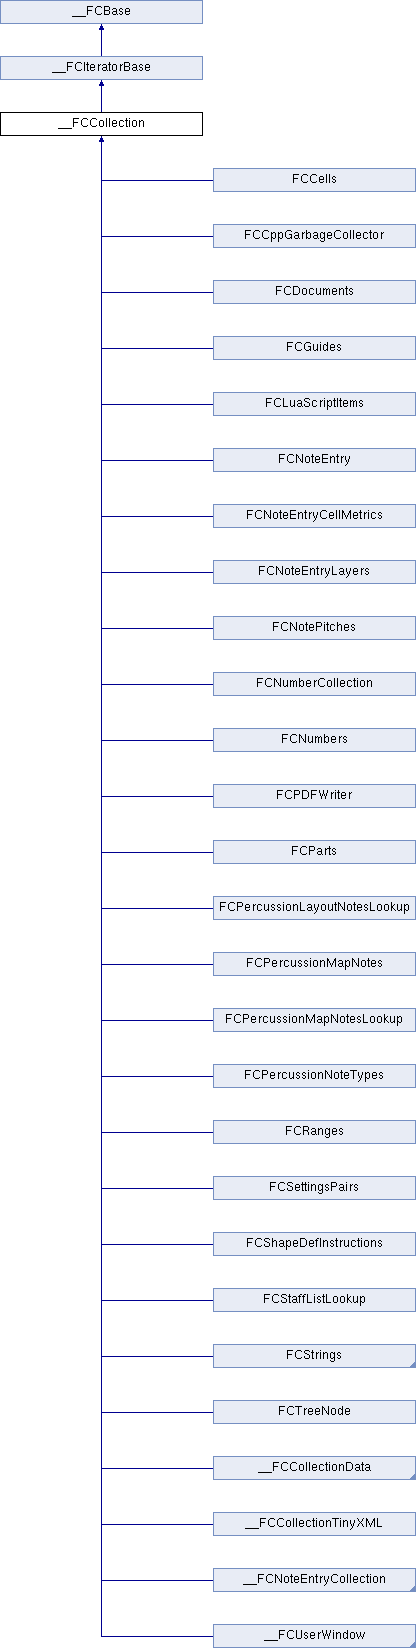 __FCBase
__FCIteratorBase
__FCCollection
FCCells
FCCppGarbageCollector
FCDocuments
FCGuides
FCLuaScriptItems
FCNoteEntry
FCNoteEntryCellMetrics
FCNoteEntryLayers
FCNotePitches
FCNumberCollection
FCNumbers
FCPDFWriter
FCParts
FCPercussionLayoutNotesLookup
FCPercussionMapNotes
FCPercussionMapNotesLookup
FCPercussionNoteTypes
FCRanges
FCSettingsPairs
FCShapeDefInstructions
FCStaffListLookup
FCStrings
FCTreeNode
__FCCollectionData
__FCCollectionTinyXML
__FCNoteEntryCollection
__FCUserWindow